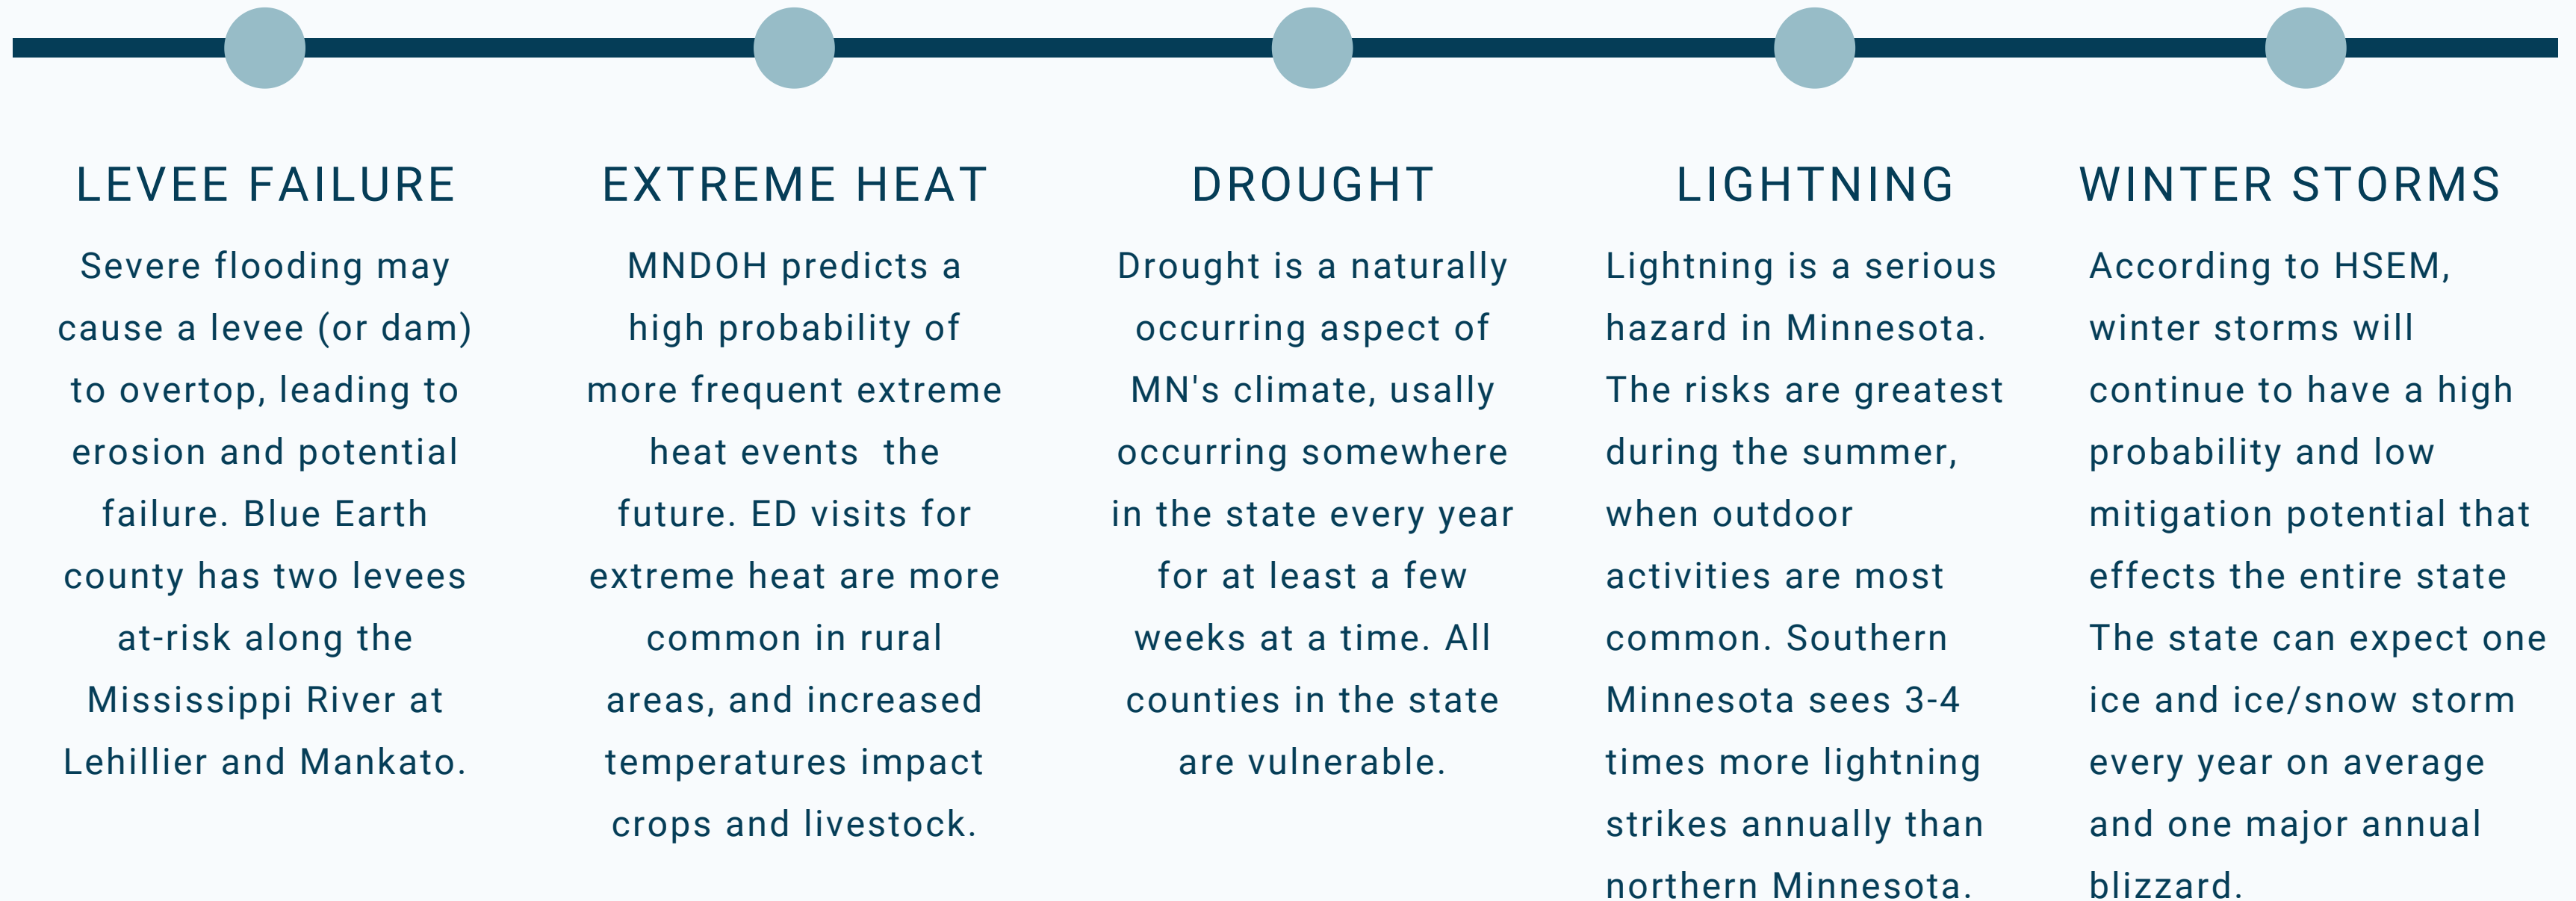 LEVEE FAILURE
Severe flooding may
cause a levee (or dam)
to overtop, leading to
erosion and potential
failure. Blue Earth
county has two levees
at-risk along the
Mississippi River at
Lehillier and Mankato.
EXTREME HEAT
MNDOH predicts a
high probability of
more frequent extreme
heat events  the
future. ED visits for
extreme heat are more
common in rural
areas, and increased
temperatures impact
crops and livestock.
DROUGHT
Drought is a naturally
occurring aspect of
MN's climate, usally
occurring somewhere
in the state every year
for at least a few
weeks at a time. All
counties in the state
are vulnerable.
LIGHTNING
Lightning is a serious
hazard in Minnesota.
The risks are greatest
during the summer,
when outdoor
activities are most
common. Southern
Minnesota sees 3-4
times more lightning
strikes annually than
northern Minnesota.
WINTER STORMS
According to HSEM,
winter storms will
continue to have a high
probability and low
mitigation potential that
effects the entire state
The state can expect one
ice and ice/snow storm
every year on average
and one major annual
blizzard.